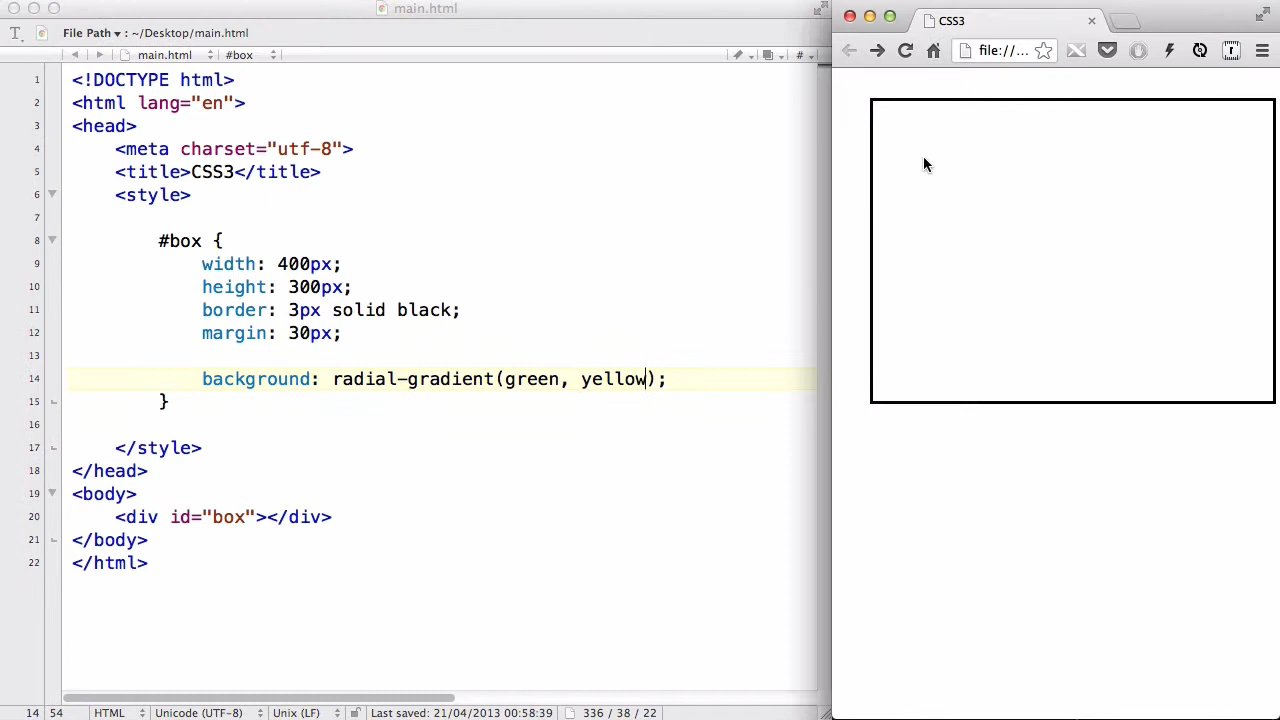 main.html
File Path ▾ : ~/Desktop/main.html
main.html #box #
1 <!DOCTYPE html>
2 <html lang="en">
3 <head>
4 <meta charset="utf-8">
5 <title>CSS3</title>
6 <style>
7
8 #box {
9 width: 400px;
10 height: 300px;
11 border: 3px solid black;
12 margin: 30px;
13
14 background: radial-gradient(green, yellow);
15 }
16
17 </style>
18 </head>
19 <body>
20 <div id="box"></div>
21 </body>
22 </html>
14 54 HTML Unicode (UTF-8) Unix (LF) Last saved: 21/04/2013 00:58:39 336 / 38 / 22
CSS3
file://...